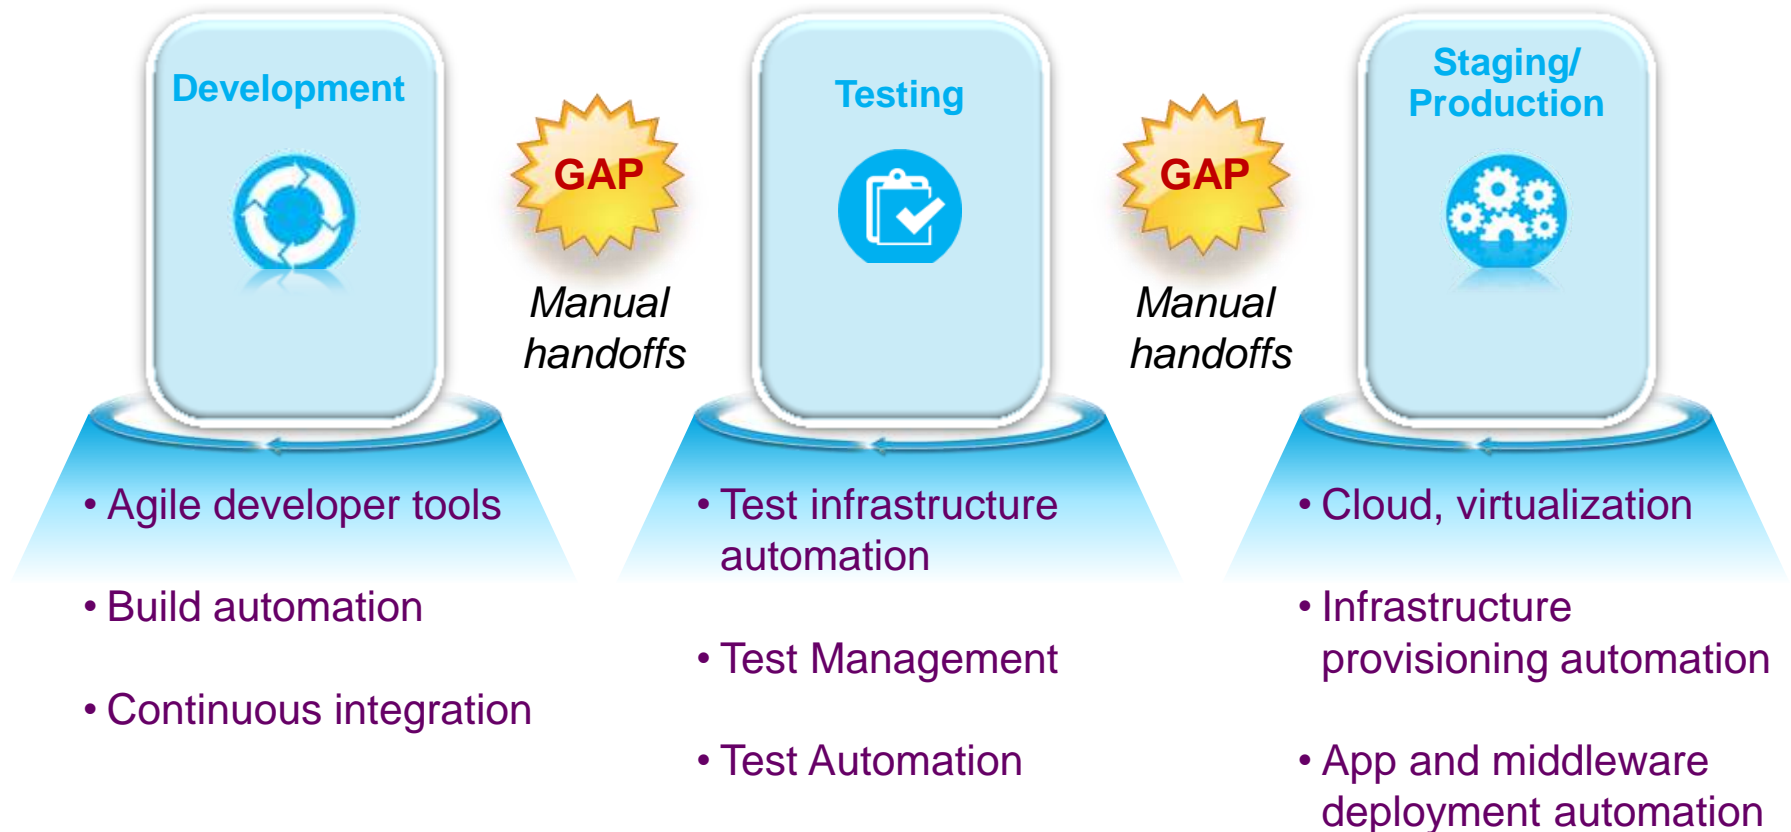 Development
GAP
Manual
handoffs
Testing
GAP
Manual
handoffs
Staging/
Production
• Agile developer tools
• Build automation
• Continuous integration
• Test infrastructure
automation
• Test Management
• Test Automation
• Cloud, virtualization
• Infrastructure
provisioning automation
• App and middleware
deployment automation